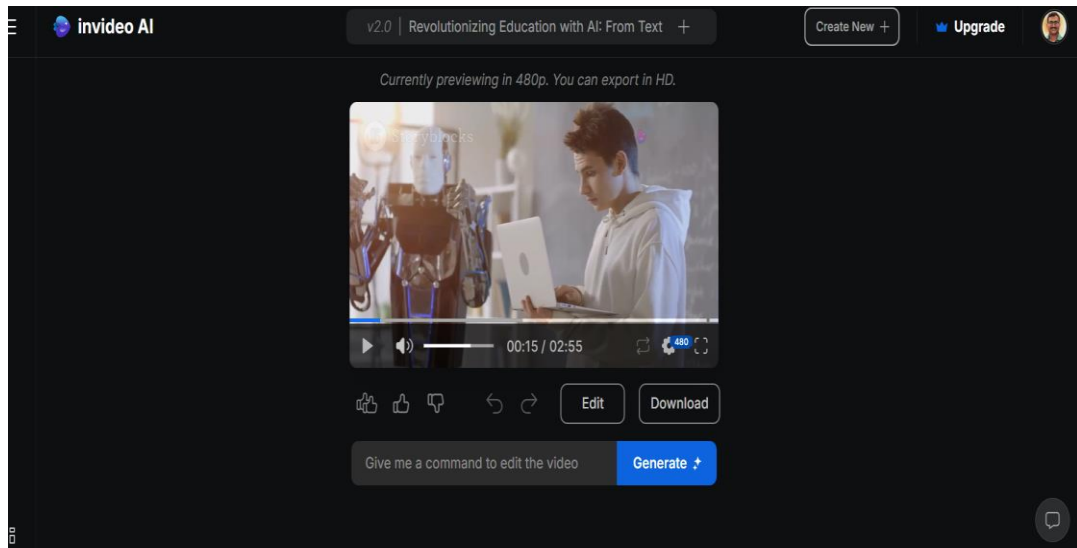 invideo AI
v2.0 | Revolutionizing Education with AI: From Text +
Create New +
Upgrade
Currently previewing in 480p. You can export in HD.
Storyblocks
00:15 / 02:55
480
Edit
Download
Give me a command to edit the video
Generate